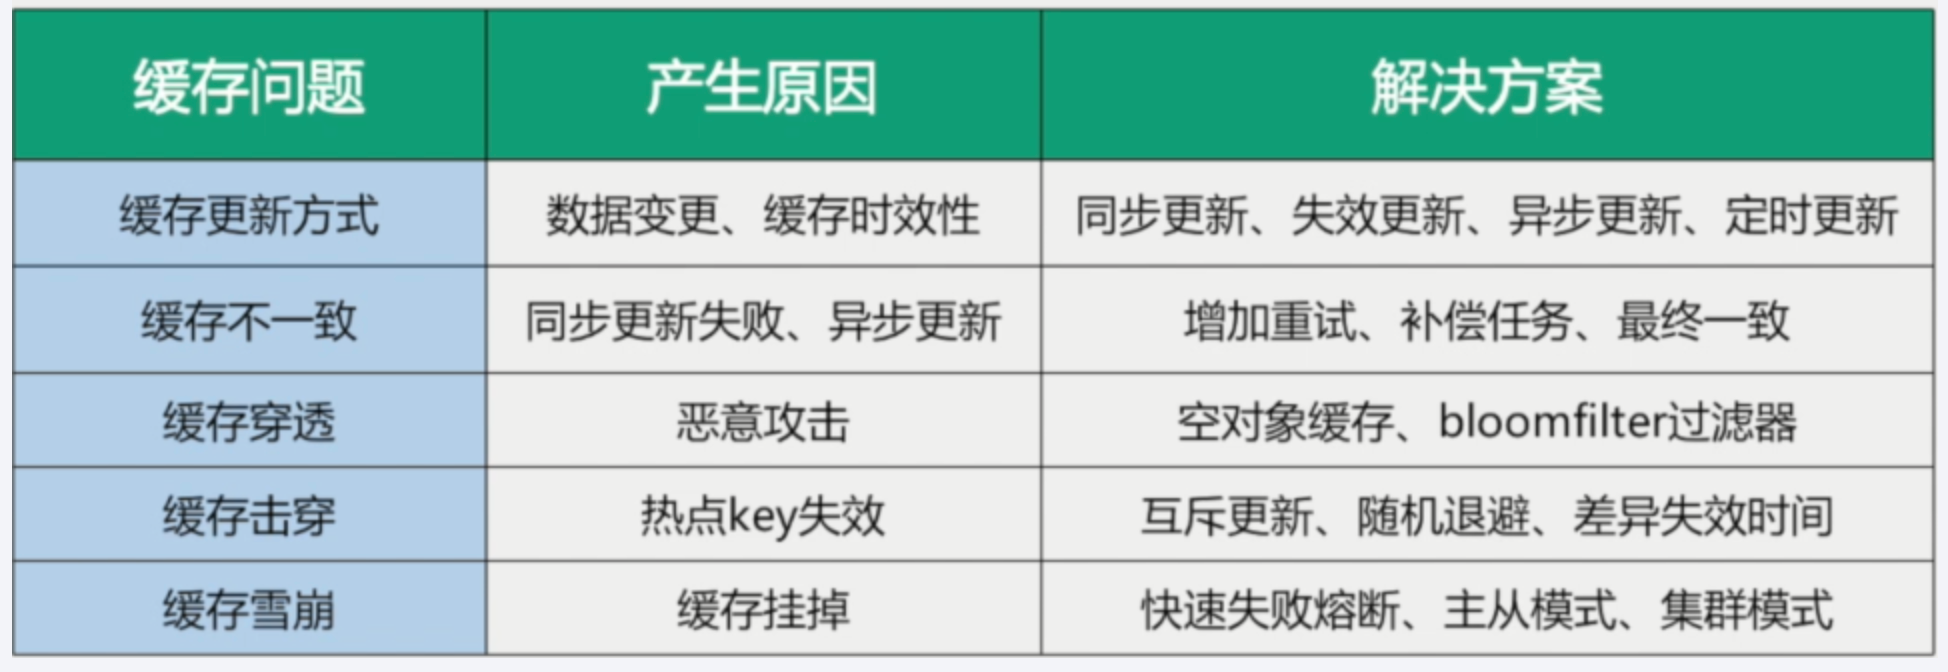 缓存问题 产生原因 解决方案
缓存更新方式 数据变更、缓存时效性 同步更新、失效更新、异步更新、定时更新
缓存不一致 同步更新失败、异步更新 增加重试、补偿任务、最终一致
缓存穿透 恶意攻击 空对象缓存、bloomfilter过滤器
缓存击穿 热点key失效 互斥更新、随机退避、差异失效时间
缓存雪崩 缓存挂掉 快速失败熔断、主从模式、集群模式